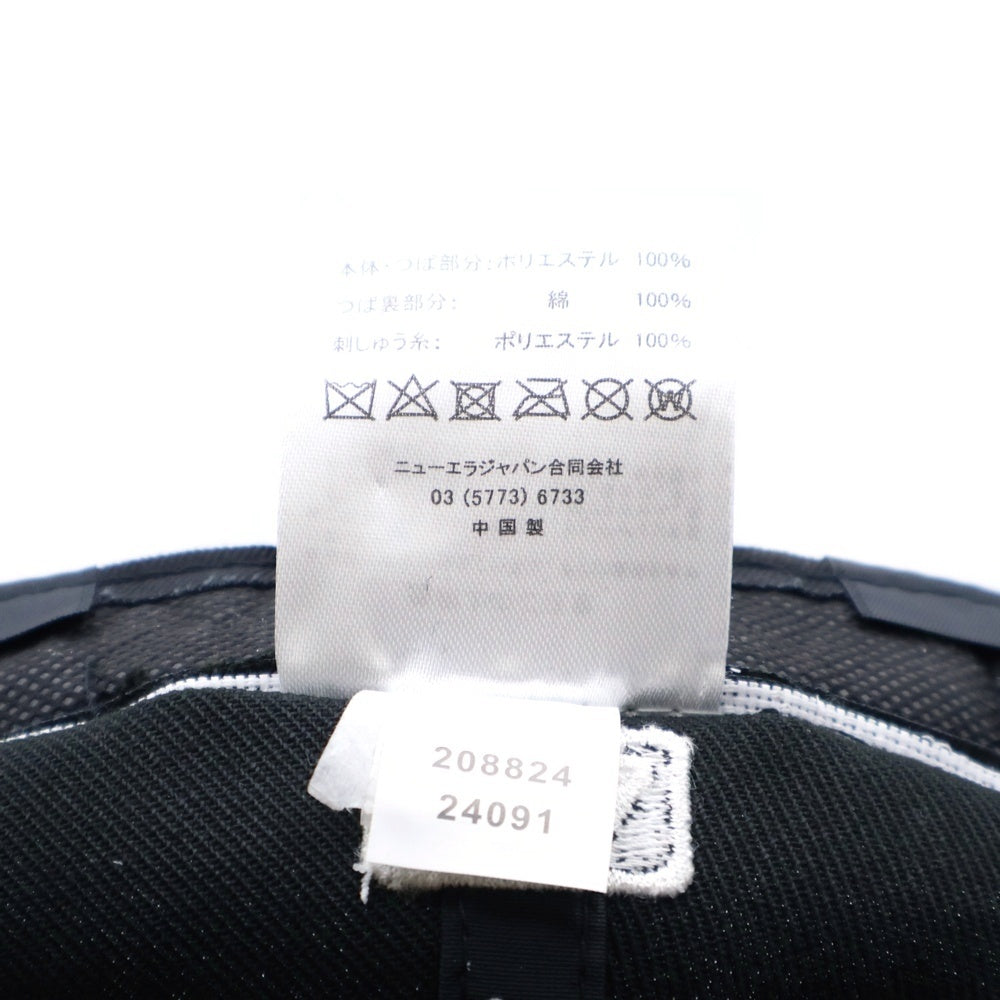 本体・つば部分:ポリエステル 100%
つば裏部分: 綿 100%
刺しゅう糸: ポリエステル 100%
W
ニューエラジャパン合同会社
03 (5773) 6733
中国製
208824
24091